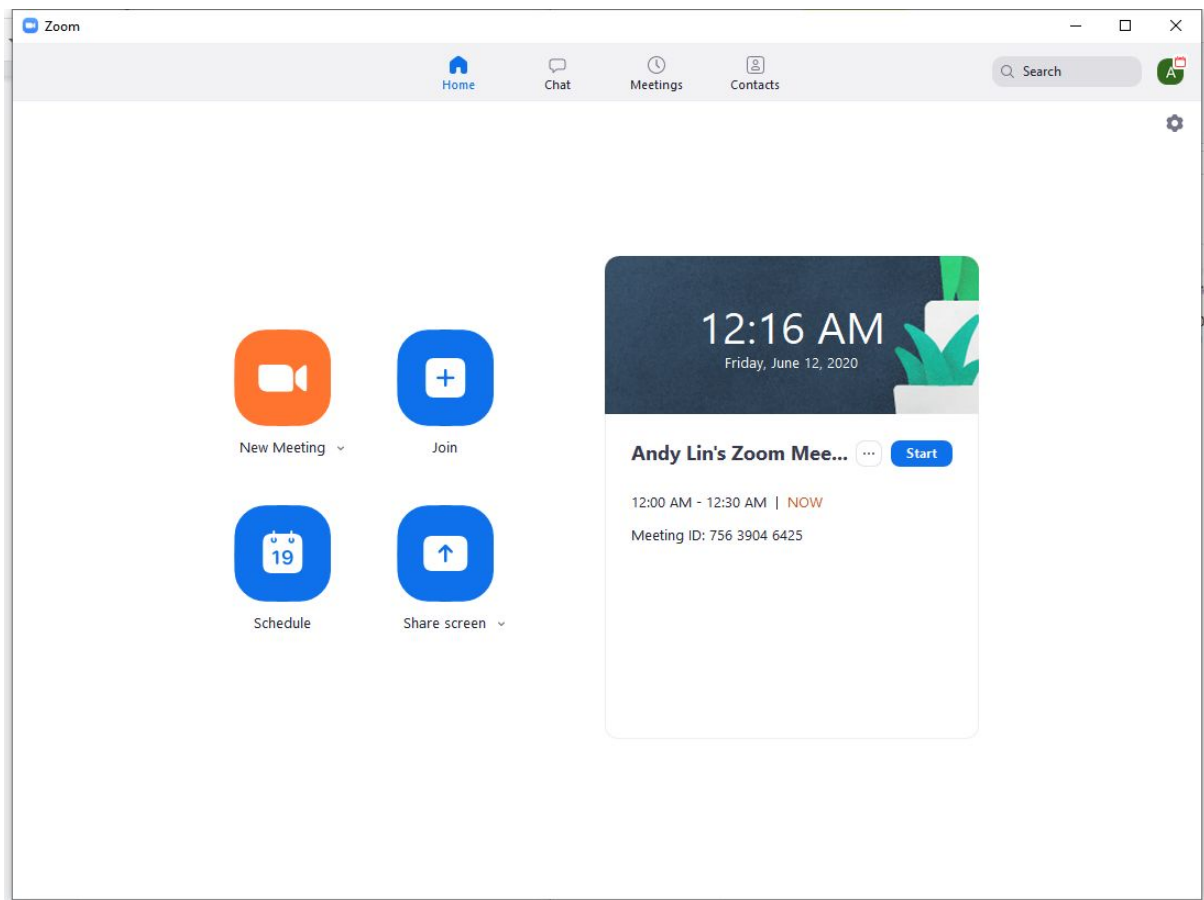 Zoom
Home
Chat
Meetings
Contacts
Search
A
New Meeting
Join
19
Schedule
Share screen
12:16 AM
Friday, June 12, 2020
Andy Lin's Zoom Mee... ... Start
12:00 AM - 12:30 AM | NOW
Meeting ID: 756 3904 6425